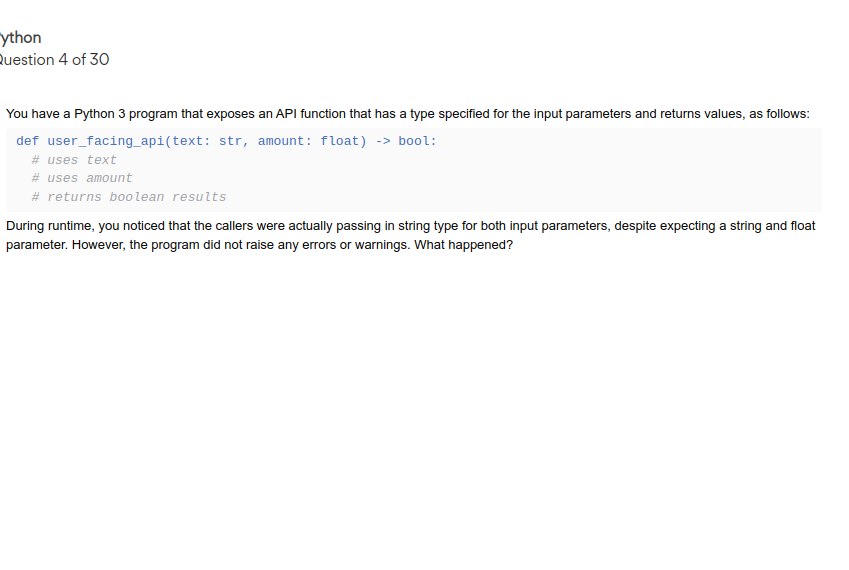 ython
Question 4 of 30
You have a Python 3 program that exposes an API function that has a type specified for the input parameters and returns values, as follows:
def user_facing_api(text: str, amount: float) -> bool:
# uses text
# uses amount
# returns boolean results
During runtime, you noticed that the callers were actually passing in string type for both input parameters, despite expecting a string and float
parameter. However, the program did not raise any errors or warnings. What happened?